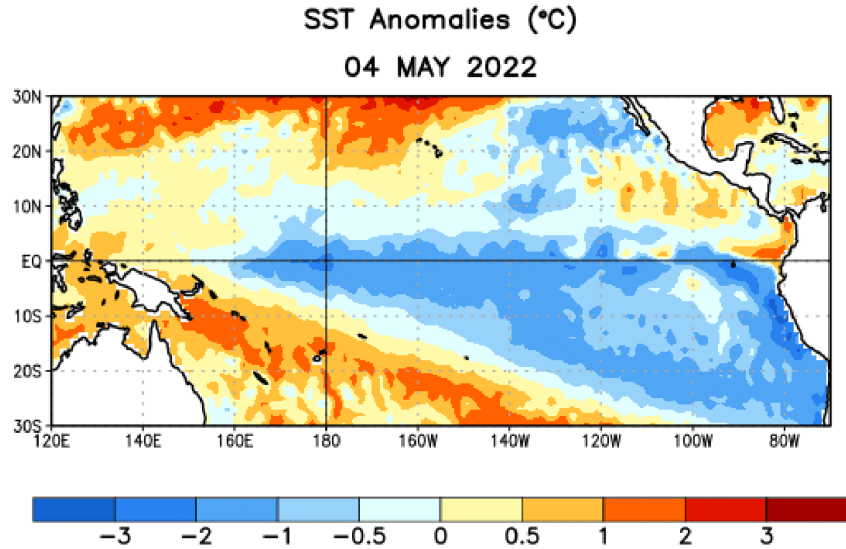 SST Anomalies (°C)
04 MAY 2022
30N
20N
10N
EQ
10S
20S
30S
120E 140E 160E 180 160W 140W 120W 100W 80W
-3 -2 -1 -0.5 0 0.5 1 2 3